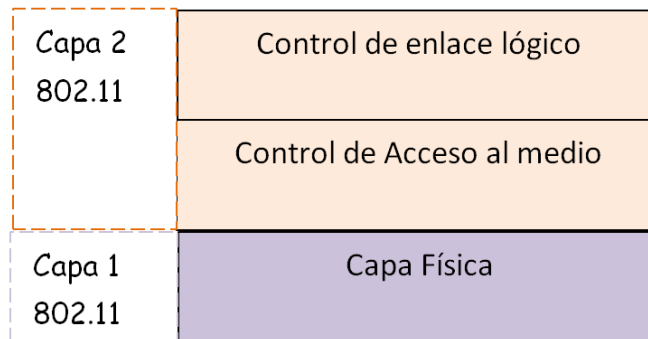 Capa 2
802.11
Control de enlace lógico
Control de Acceso al medio
Capa 1
802.11
Capa Física